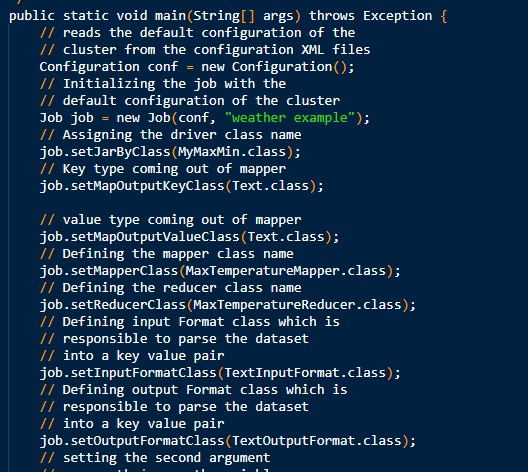 public static void main(String[] args) throws Exception {
// reads the default configuration of the
// cluster from the configuration XML files
Configuration conf = new Configuration();
// Initializing the job with the
// default configuration of the cluster
Job job = new Job(conf, "weather example");
// Assigning the driver class name
job.setJarByClass(MyMaxMin.class);
// Key type coming out of mapper
job.setMapOutputKeyClass(Text.class);
// value type coming out of mapper
job.setMapOutputValueClass(Text.class);
// Defining the mapper class name
job.setMapperClass(MaxTemperatureMapper.class);
// Defining the reducer class name
job.setReducerClass(MaxTemperatureReducer.class);
// Defining input Format class which is
// responsible to parse the dataset
// into a key value pair
job.setInputFormatClass(TextInputFormat.class);
// Defining output Format class which is
// responsible to parse the dataset
// into a key value pair
job.setOutputFormatClass(TextOutputFormat.class);
// setting the second argument